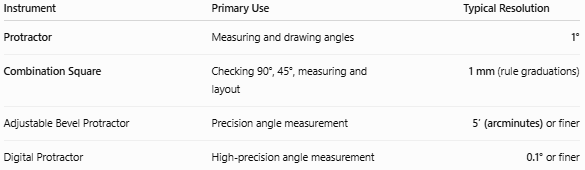 Instrument Primary Use Typical Resolution
Protractor Measuring and drawing angles 1°
Combination Square Checking 90°, 45°, measuring and 1 mm (rule graduations)
layout
Adjustable Bevel Protractor Precision angle measurement 5′ (arcminutes) or finer
Digital Protractor High-precision angle measurement 0.1° or finer